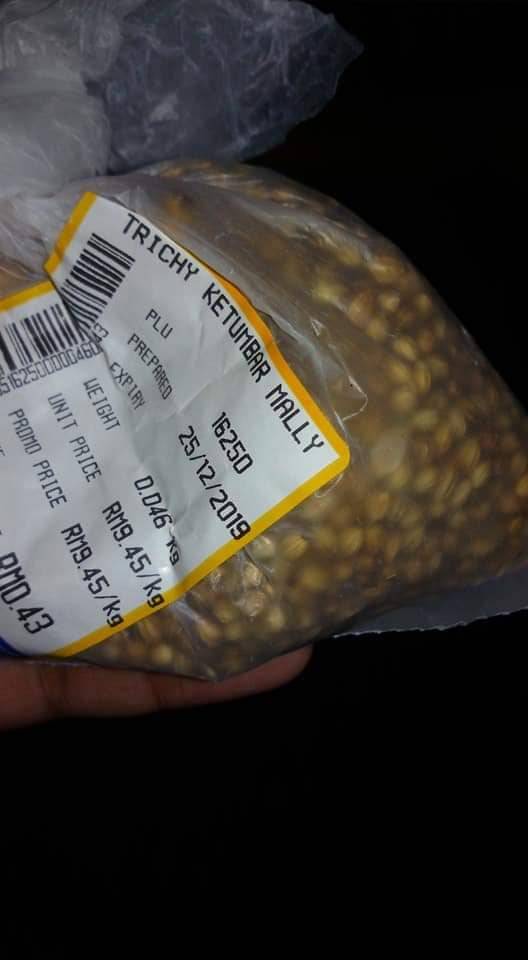 TRICHY KETUMBAR MALLY
PLU 16250
PREPARED 25/12/2019
EXPIRY
WEIGHT 0.046 kg
UNIT PRICE RM9.45/kg
PROMO PRICE RM9.45/kg
RM0.43